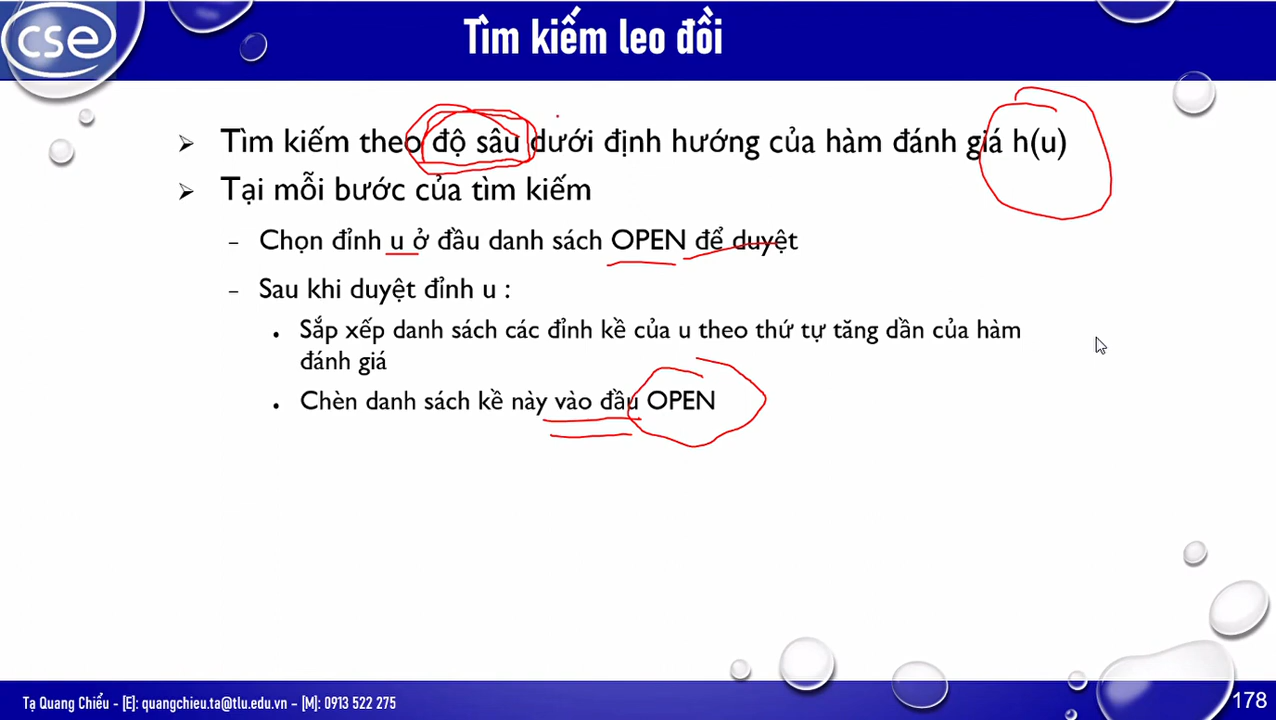 cse
Tìm kiếm leo đồi
➢ Tìm kiếm theo độ sâu dưới định hướng của hàm đánh giá h(u)
➢ Tại mỗi bước của tìm kiếm
– Chọn đỉnh u ở đầu danh sách OPEN để duyệt
– Sau khi duyệt đỉnh u :
• Sắp xếp danh sách các đỉnh kề của u theo thứ tự tăng dần của hàm
đánh giá
• Chèn danh sách kề này vào đầu OPEN
Tạ Quang Chiểu - [E]: quangchieu.ta@tlu.edu.vn – [M]: 0913 522 275
178